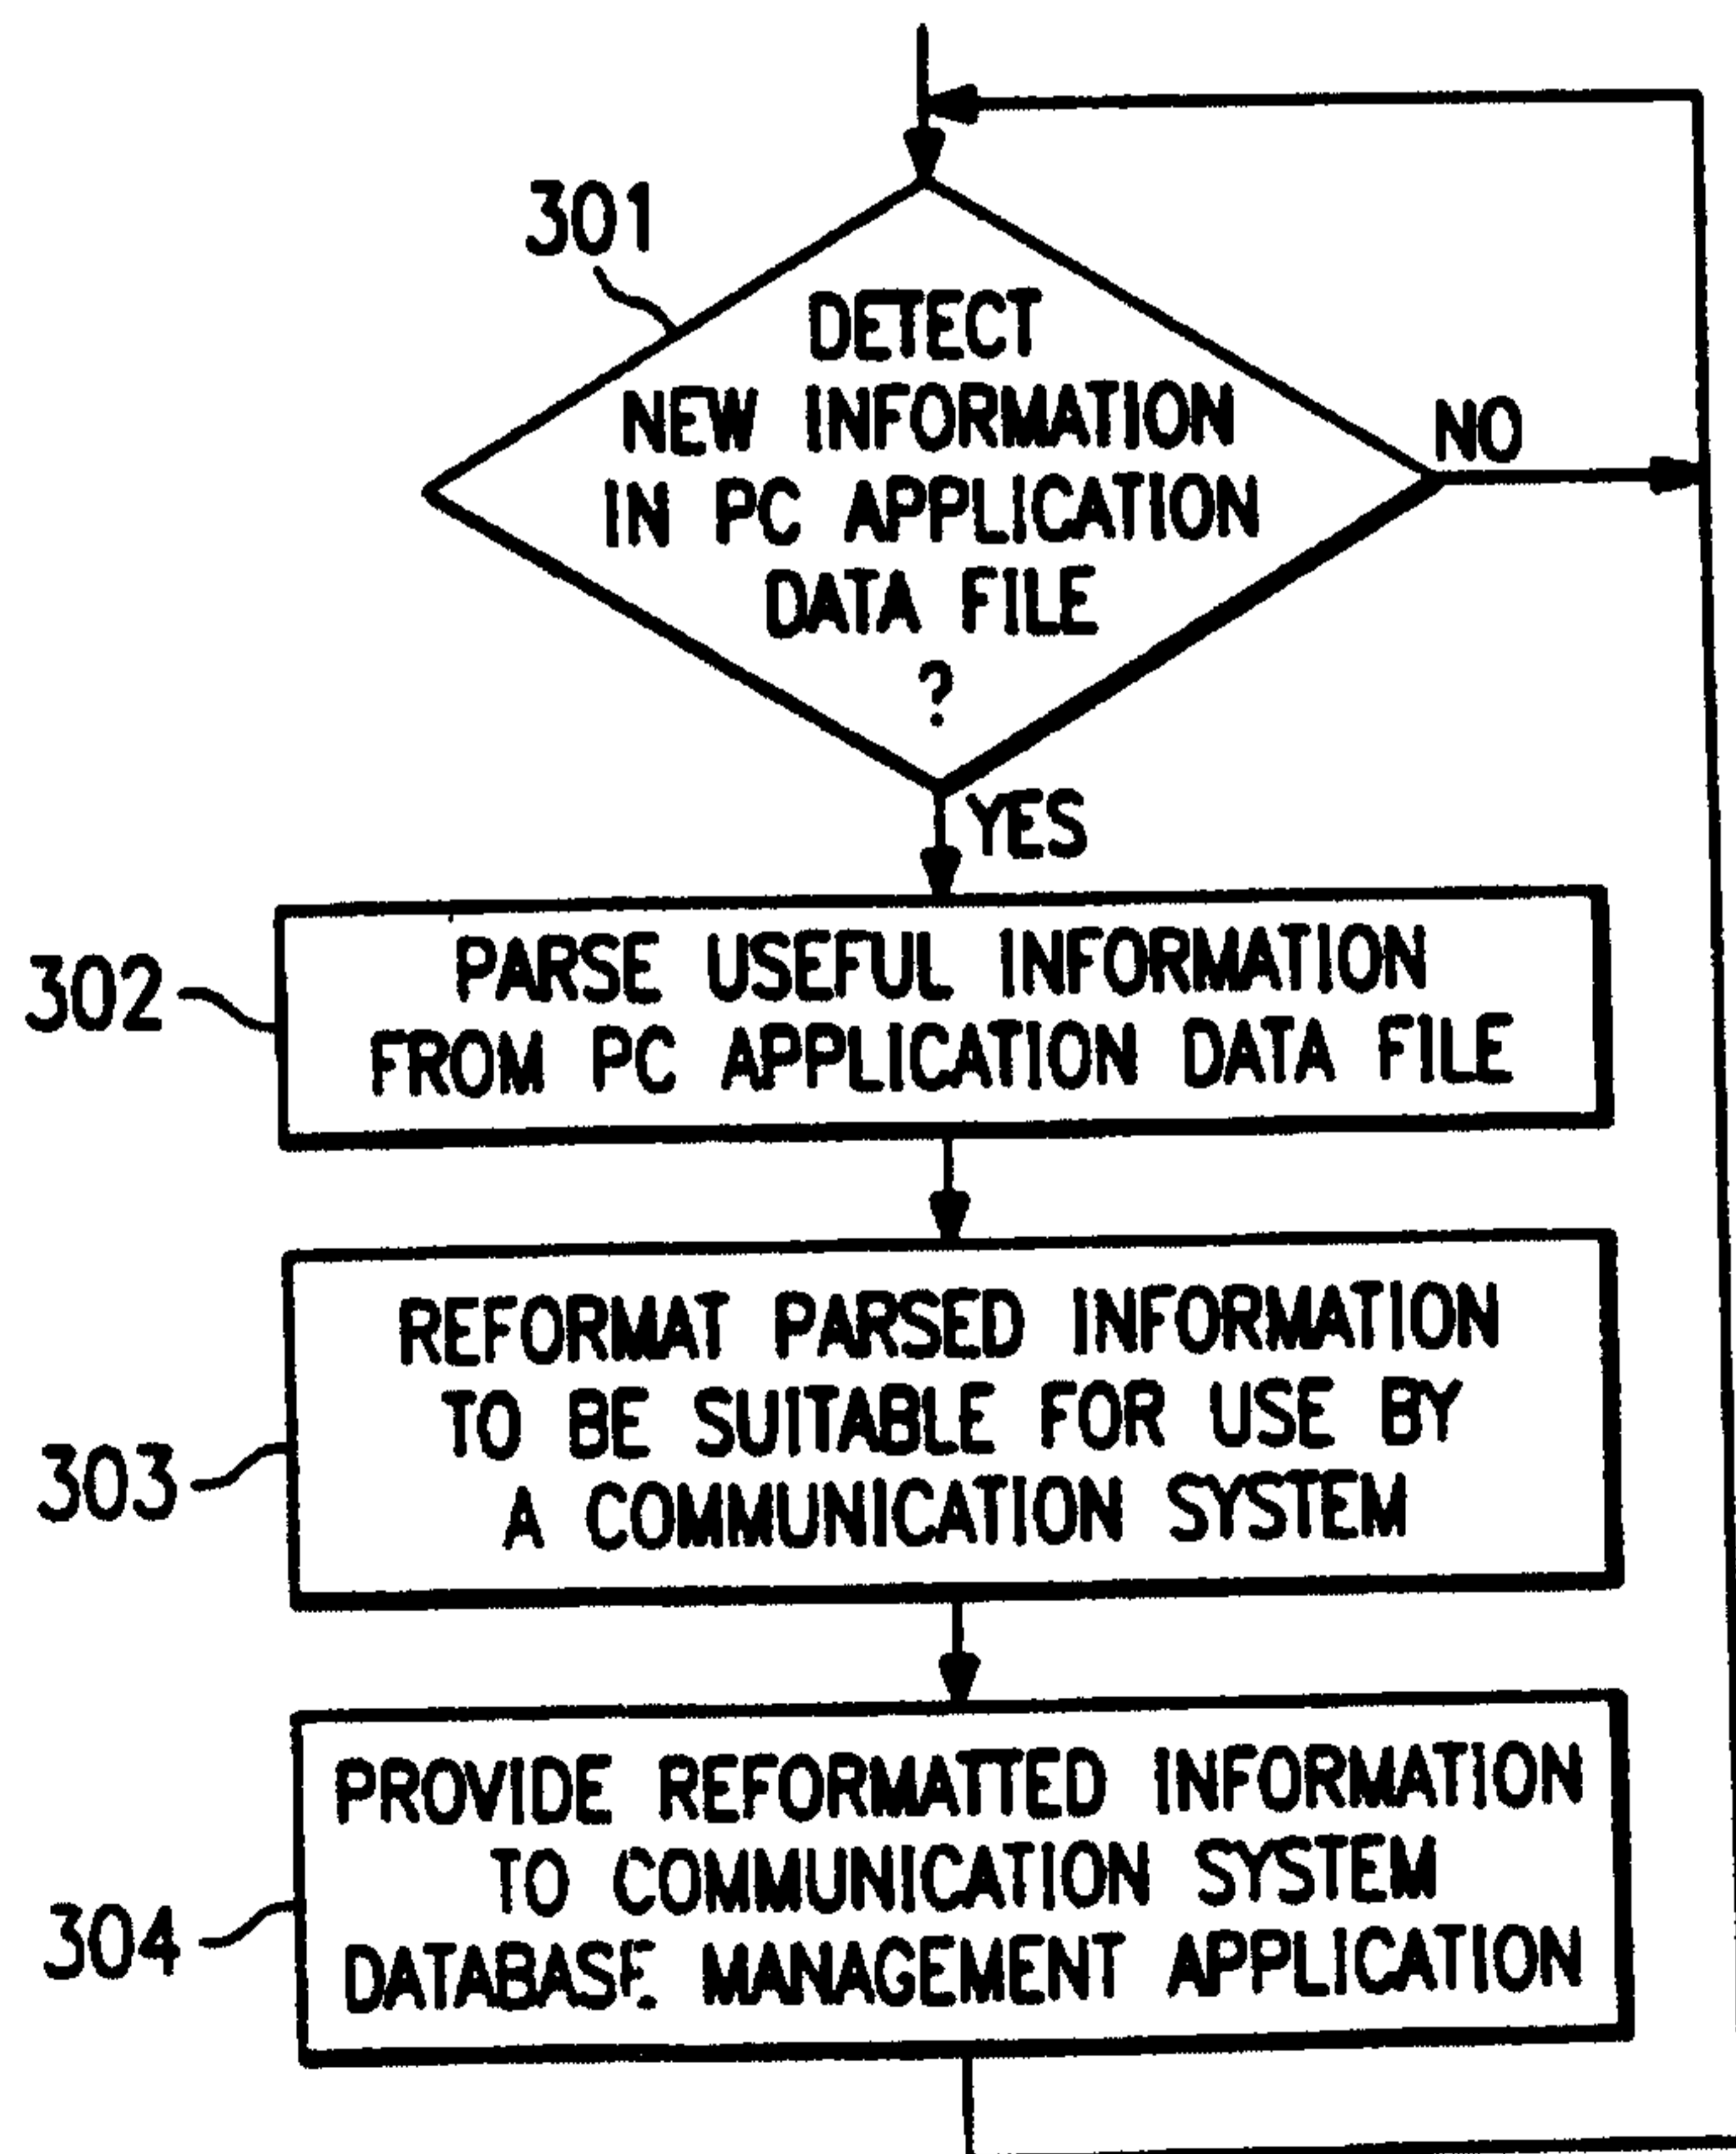 301
DETECT
NEW INFORMATION
IN PC APPLICATION
DATA FILE
?
NO
YES
302
PARSE USEFUL INFORMATION
FROM PC APPLICATION DATA FILE
303
REFORMAT PARSED INFORMATION
TO BE SUITABLE FOR USE BY
A COMMUNICATION SYSTEM
304
PROVIDE REFORMATTED INFORMATION
TO COMMUNICATION SYSTEM
DATABASE MANAGEMENT APPLICATION